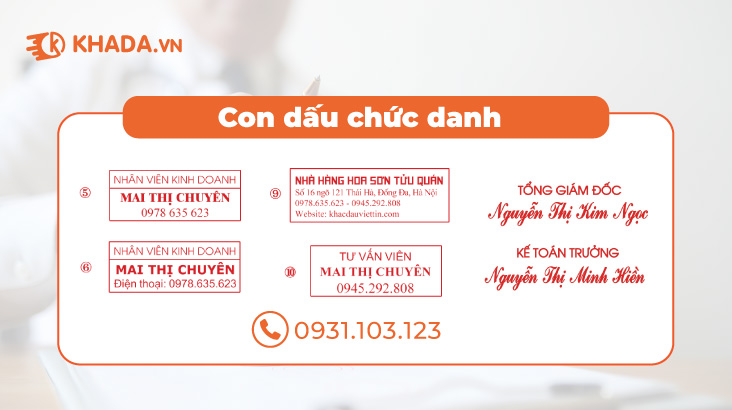 KHADA.VN
Con dấu chức danh
⑤
NHÂN VIÊN KINH DOANH
MAI THỊ CHUYÊN
0978 635 623
⑥
NHÂN VIÊN KINH DOANH
MAI THỊ CHUYÊN
Điện thoại: 0978.635.623
⑨
NHÀ HÀNG HOA SƠN TỬU QUÁN
Số 16 ngõ 121 Thái Hà, Đống Đa, Hà Nội
0978.635.623 - 0945.292.808
Website: khacdauviettin.com
⑩
TƯ VẤN VIÊN
MAI THỊ CHUYÊN
0945.292.808
TỔNG GIÁM ĐỐC
Nguyễn Thị Kim Ngọc
KẾ TOÁN TRƯỞNG
Nguyễn Thị Minh Hiền
0931.103.123